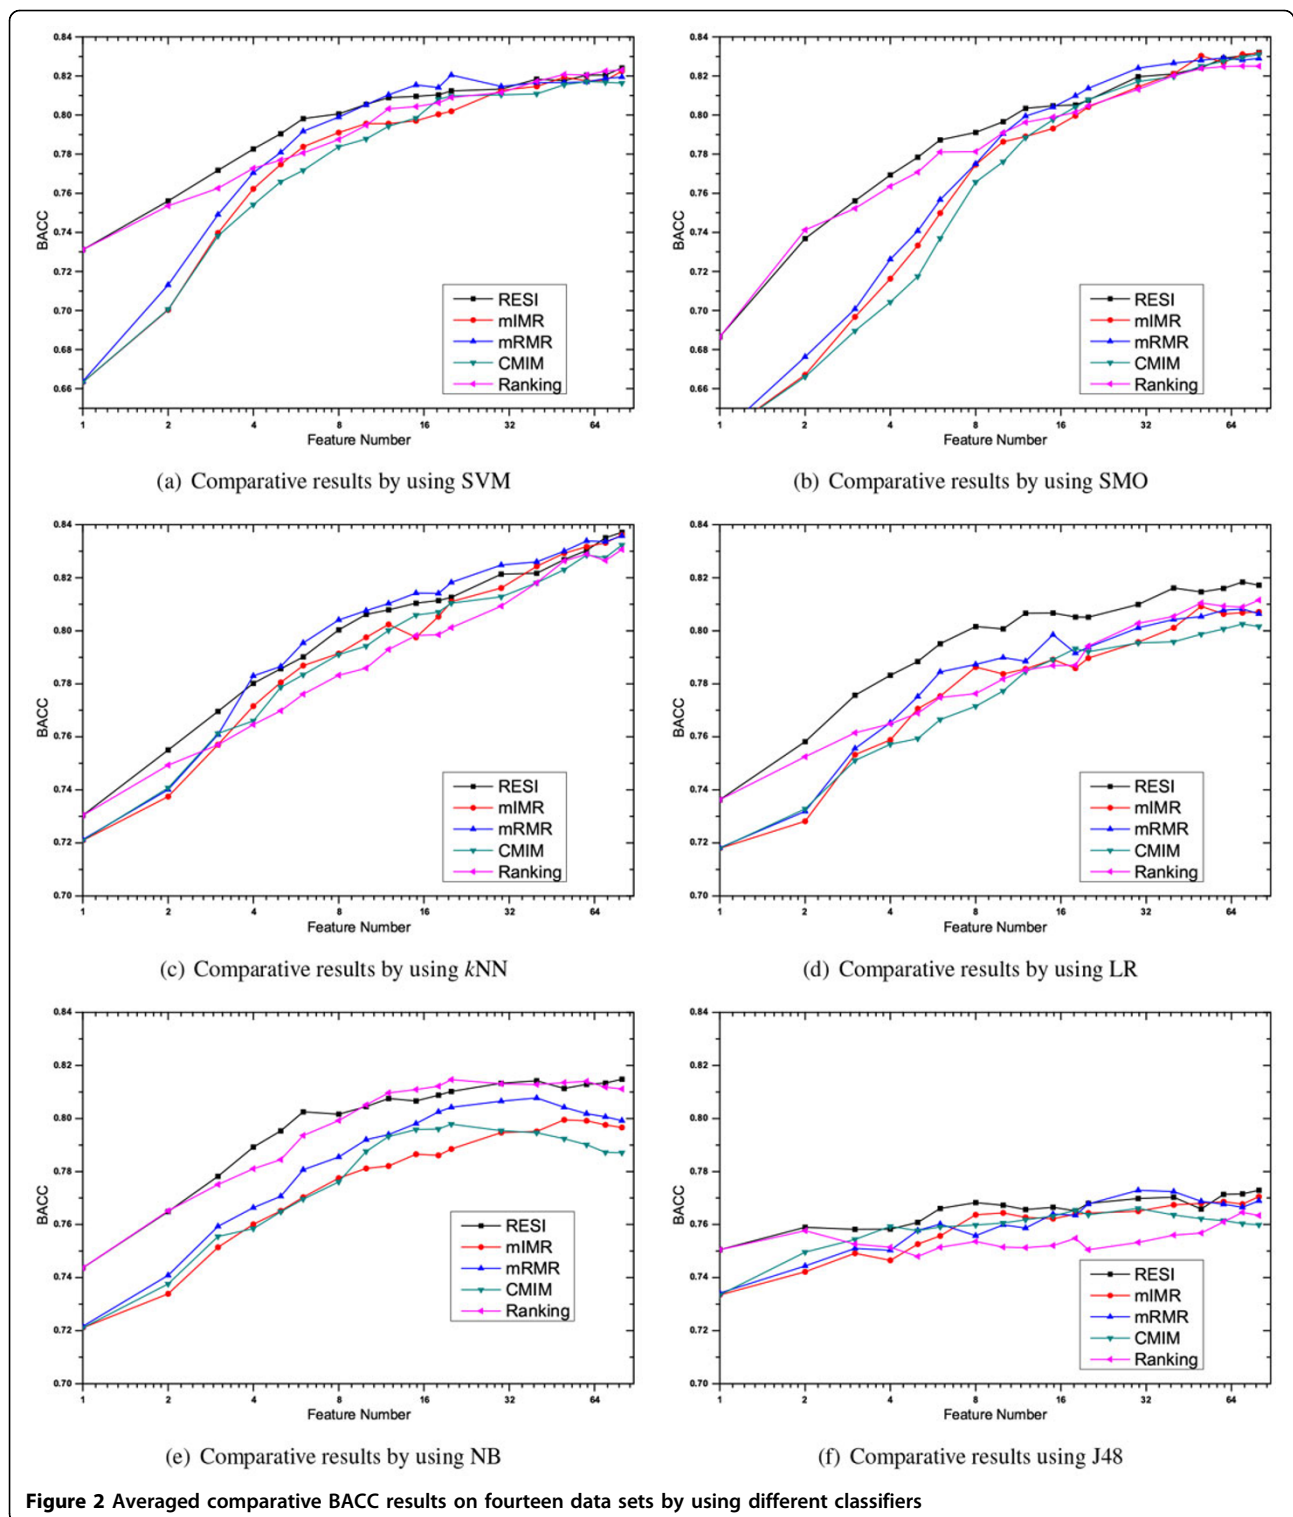 0.84
0.82
0.80
0.78
0.76
0.74
0.72
0.70
0.68
0.66
BACC
RESI
mIMR
mRMR
CMIM
Ranking
1 2 4 8 16 32 64
Feature Number
(a) Comparative results by using SVM
0.84
0.82
0.80
0.78
0.76
0.74
0.72
0.70
0.68
0.66
BACC
RESI
mIMR
mRMR
CMIM
Ranking
1 2 4 8 16 32 64
Feature Number
(b) Comparative results by using SMO
0.84
0.82
0.80
0.78
0.76
0.74
0.72
0.70
BACC
RESI
mIMR
mRMR
CMIM
Ranking
1 2 4 8 16 32 64
Feature Number
(c) Comparative results by using kNN
0.84
0.82
0.80
0.78
0.76
0.74
0.72
0.70
BACC
RESI
mIMR
mRMR
CMIM
Ranking
1 2 4 8 16 32 64
Feature Number
(d) Comparative results by using LR
0.84
0.82
0.80
0.78
0.76
0.74
0.72
0.70
BACC
RESI
mIMR
mRMR
CMIM
Ranking
1 2 4 8 16 32 64
Feature Number
(e) Comparative results by using NB
0.84
0.82
0.80
0.78
0.76
0.74
0.72
0.70
BACC
RESI
mIMR
mRMR
CMIM
Ranking
1 2 4 8 16 32 64
Feature Number
(f) Comparative results using J48
Figure 2 Averaged comparative BACC results on fourteen data sets by using different classifiers